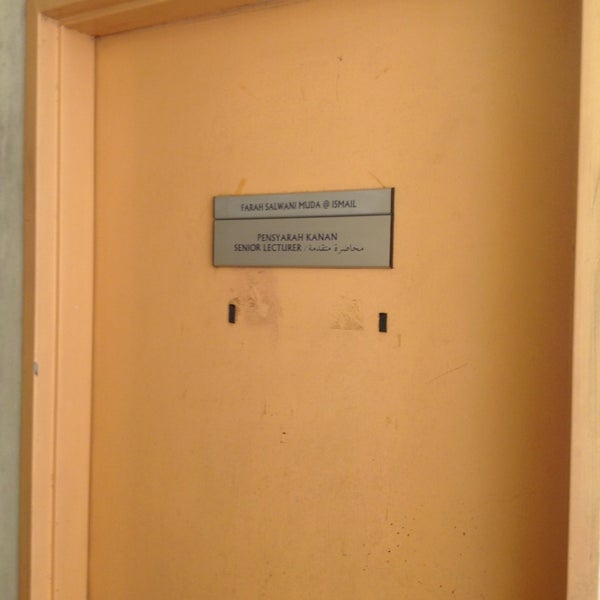 FARAH SALWANI MUDA @ ISMAIL
PENSYARAH KANAN
SENIOR LECTURER / محاضرة متقدمة